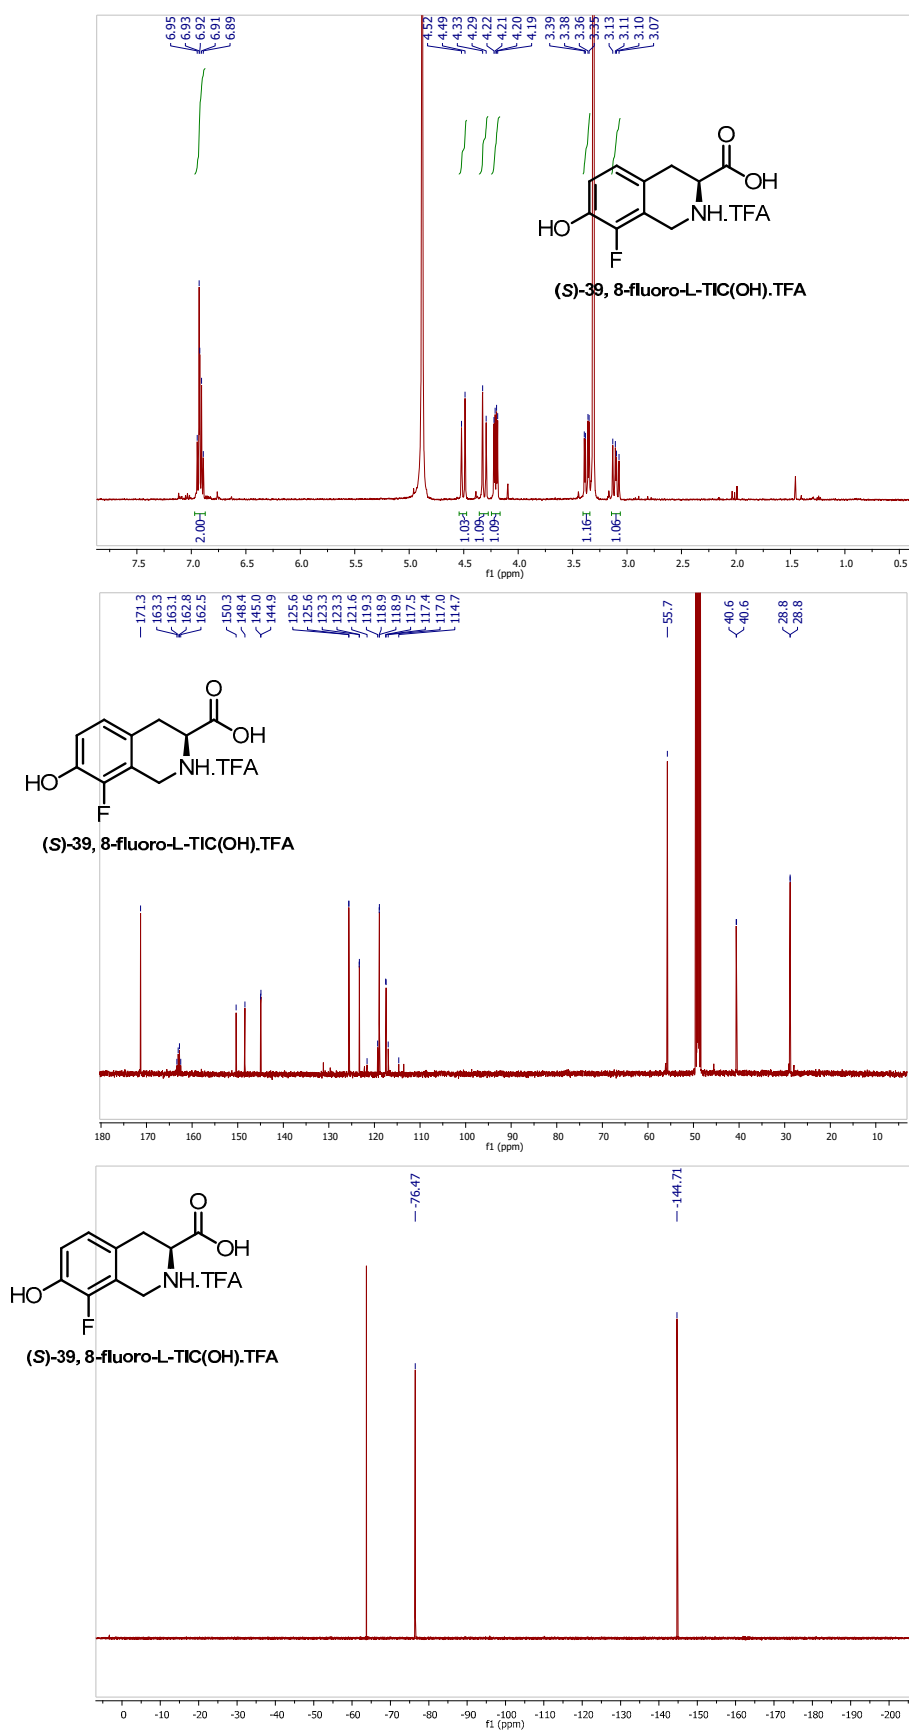 6.95
6.93
6.92
6.91
6.89
4.52
4.49
4.33
4.29
4.22
4.21
4.20
4.19
3.39
3.38
3.36
3.35
3.13
3.11
3.10
3.07
O
OH
NH.TFA
HO
F
(S)-39, 8-fluoro-L-TIC(OH).TFA
2.00
1.03
1.09
1.09
1.16
1.06
7.5 7.0 6.5 6.0 5.5 5.0 4.5 4.0 3.5 3.0 2.5 2.0 1.5 1.0 0.5
f1 (ppm)
171.3
163.3
163.1
162.8
162.5
150.3
148.4
145.0
144.9
125.6
125.6
123.3
123.3
121.6
119.3
118.9
118.9
117.5
117.4
117.0
114.7
55.7
40.6
40.6
28.8
28.8
O
OH
NH.TFA
HO
F
(S)-39, 8-fluoro-L-TIC(OH).TFA
180 170 160 150 140 130 120 110 100 90 80 70 60 50 40 30 20 10
f1 (ppm)
-76.47
-144.71
O
OH
NH.TFA
HO
F
(S)-39, 8-fluoro-L-TIC(OH).TFA
0 -10 -20 -30 -40 -50 -60 -70 -80 -90 -100 -110 -120 -130 -140 -150 -160 -170 -180 -190 -200
f1 (ppm)